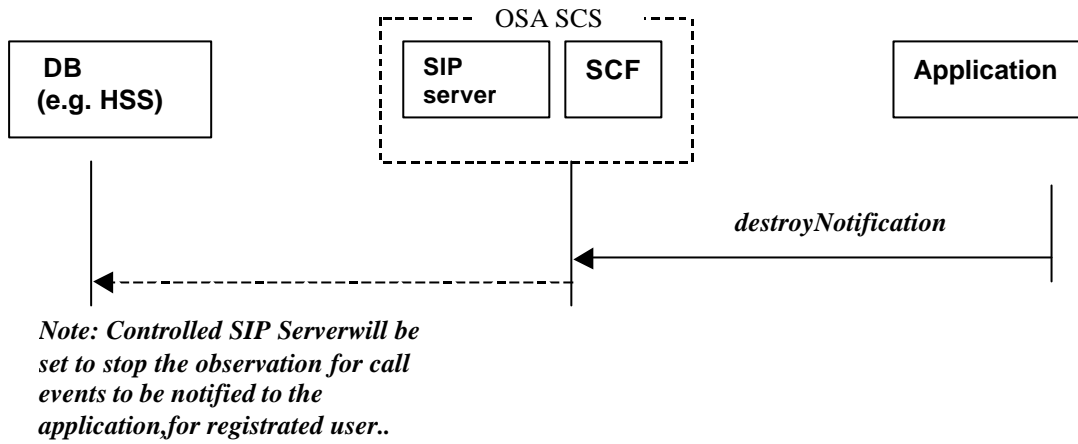 OSA SCS
DB
(e.g. HSS)
SIP
server
SCF
Application
destroyNotification
Note: Controlled SIP Serverwill be
set to stop the observation for call
events to be notified to the
application,for registrated user..